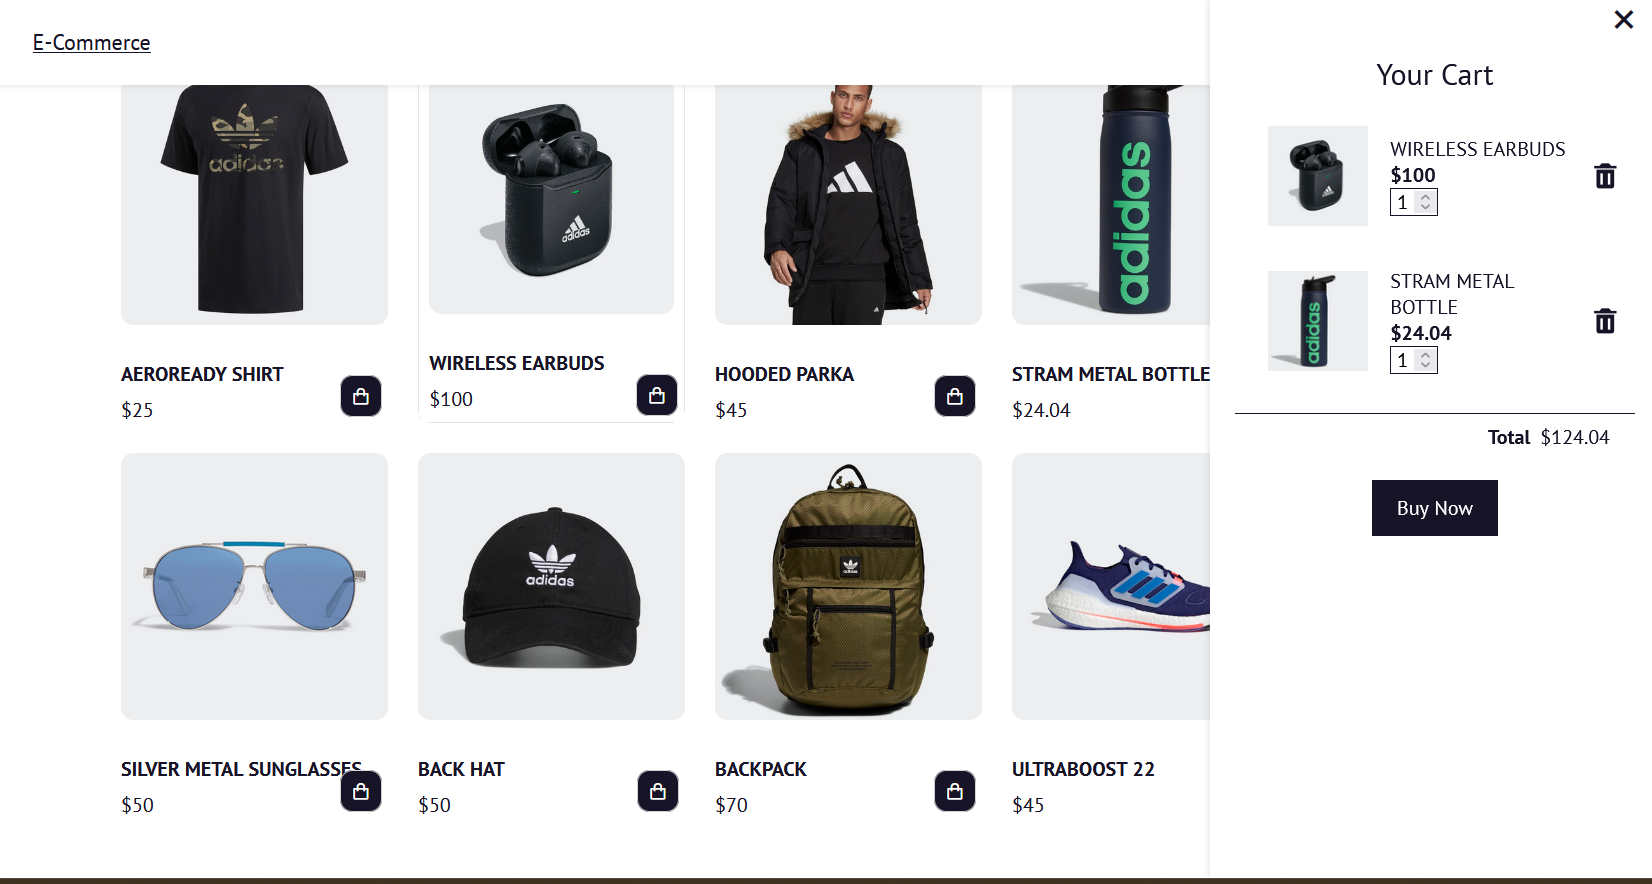 E-Commerce
adidas
adidas
adidas
AEROREADY SHIRT
$25
WIRELESS EARBUDS
$100
HOODED PARKA
$45
STRAM METAL BOTTLE
$24.04
adidas
SILVER METAL SUNGLASSES
$50
BACK HAT
$50
BACKPACK
$70
ULTRABOOST 22
$45
Your Cart
WIRELESS EARBUDS
$100
1
adidas
STRAM METAL
BOTTLE
$24.04
1
Total $124.04
Buy Now